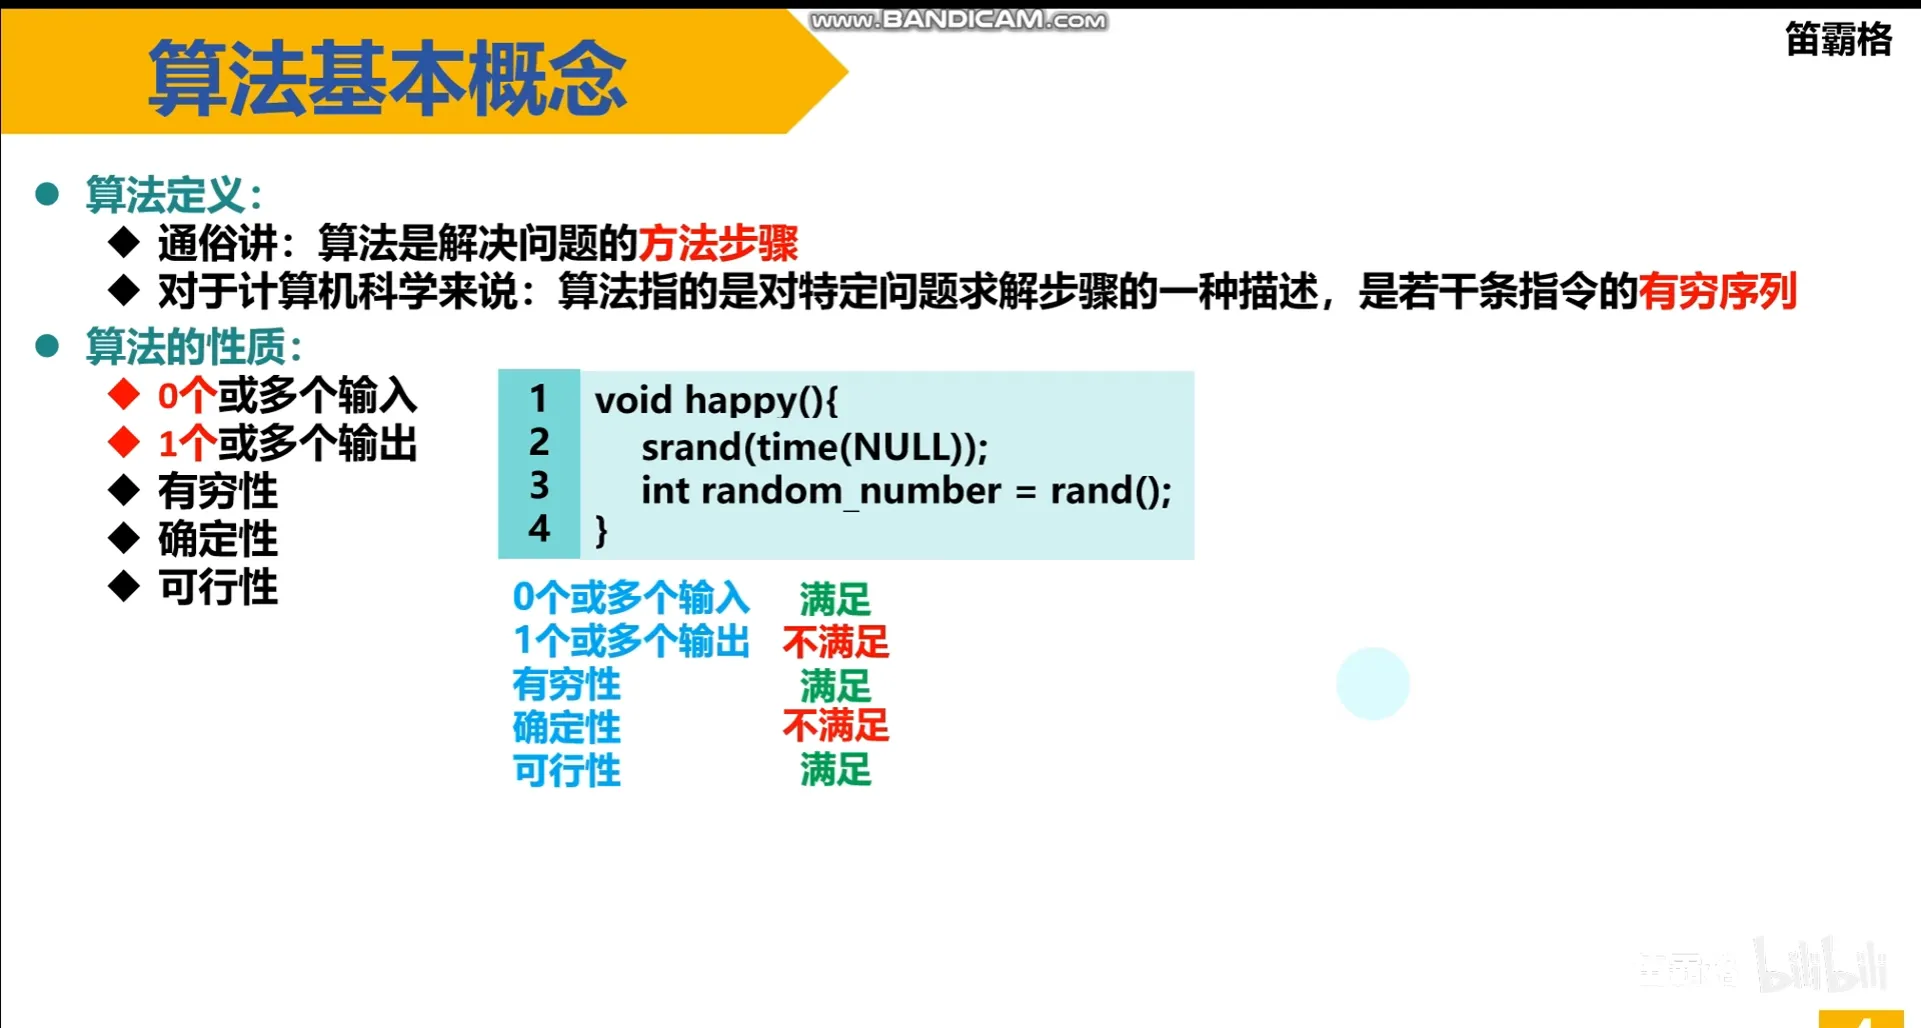 www.BANDICAM.com
笛霸格
算法基本概念
算法定义：
通俗讲：算法是解决问题的方法步骤
对于计算机科学来说：算法指的是对特定问题求解步骤的一种描述，是若干条指令的有穷序列
算法的性质：
0个或多个输入
1个或多个输出
有穷性
确定性
可行性
1 void happy(){
2 srand(time(NULL));
3 int random_number = rand();
4 }
0个或多个输入 满足
1个或多个输出 不满足
有穷性 满足
确定性 不满足
可行性 满足
笛霸格 bilibili